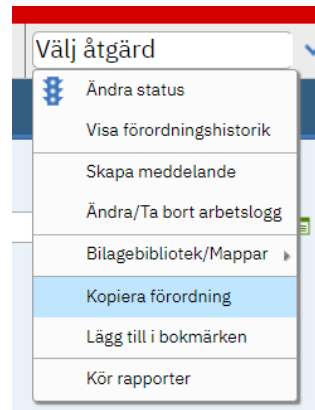 Välj åtgärd
Ändra status
Visa förordningshistorik
Skapa meddelande
Ändra/Ta bort arbetslogg
Bilagebibliotek/Mappar
Kopiera förordning
Lägg till i bokmärken
Kör rapporter